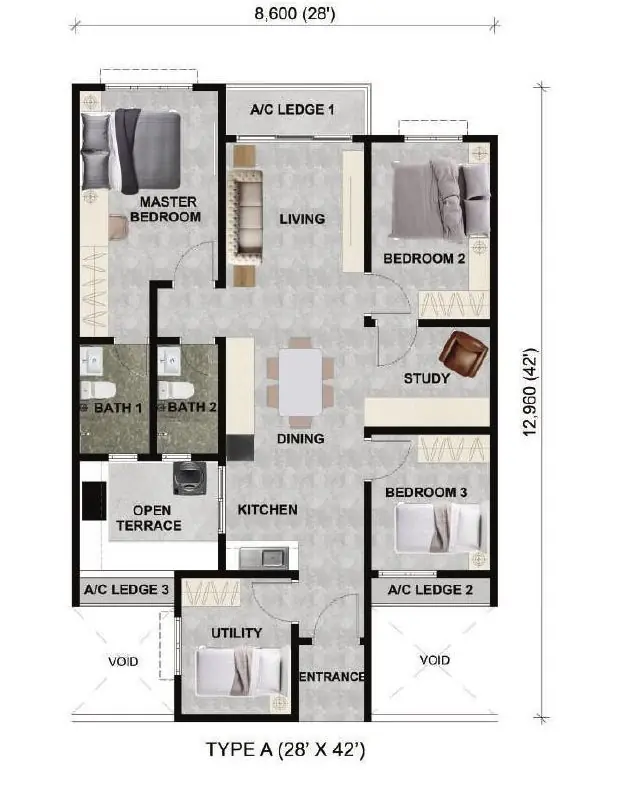 8,600 (28')
A/C LEDGE 1
MASTER
BEDROOM
LIVING
BEDROOM 2
12,960 (42')
STUDY
BATH 1
BATH 2
DINING
BEDROOM 3
OPEN
TERRACE
KITCHEN
A/C LEDGE 3
A/C LEDGE 2
UTILITY
VOID
VOID
ENTRANCE
TYPE A (28' X 42')